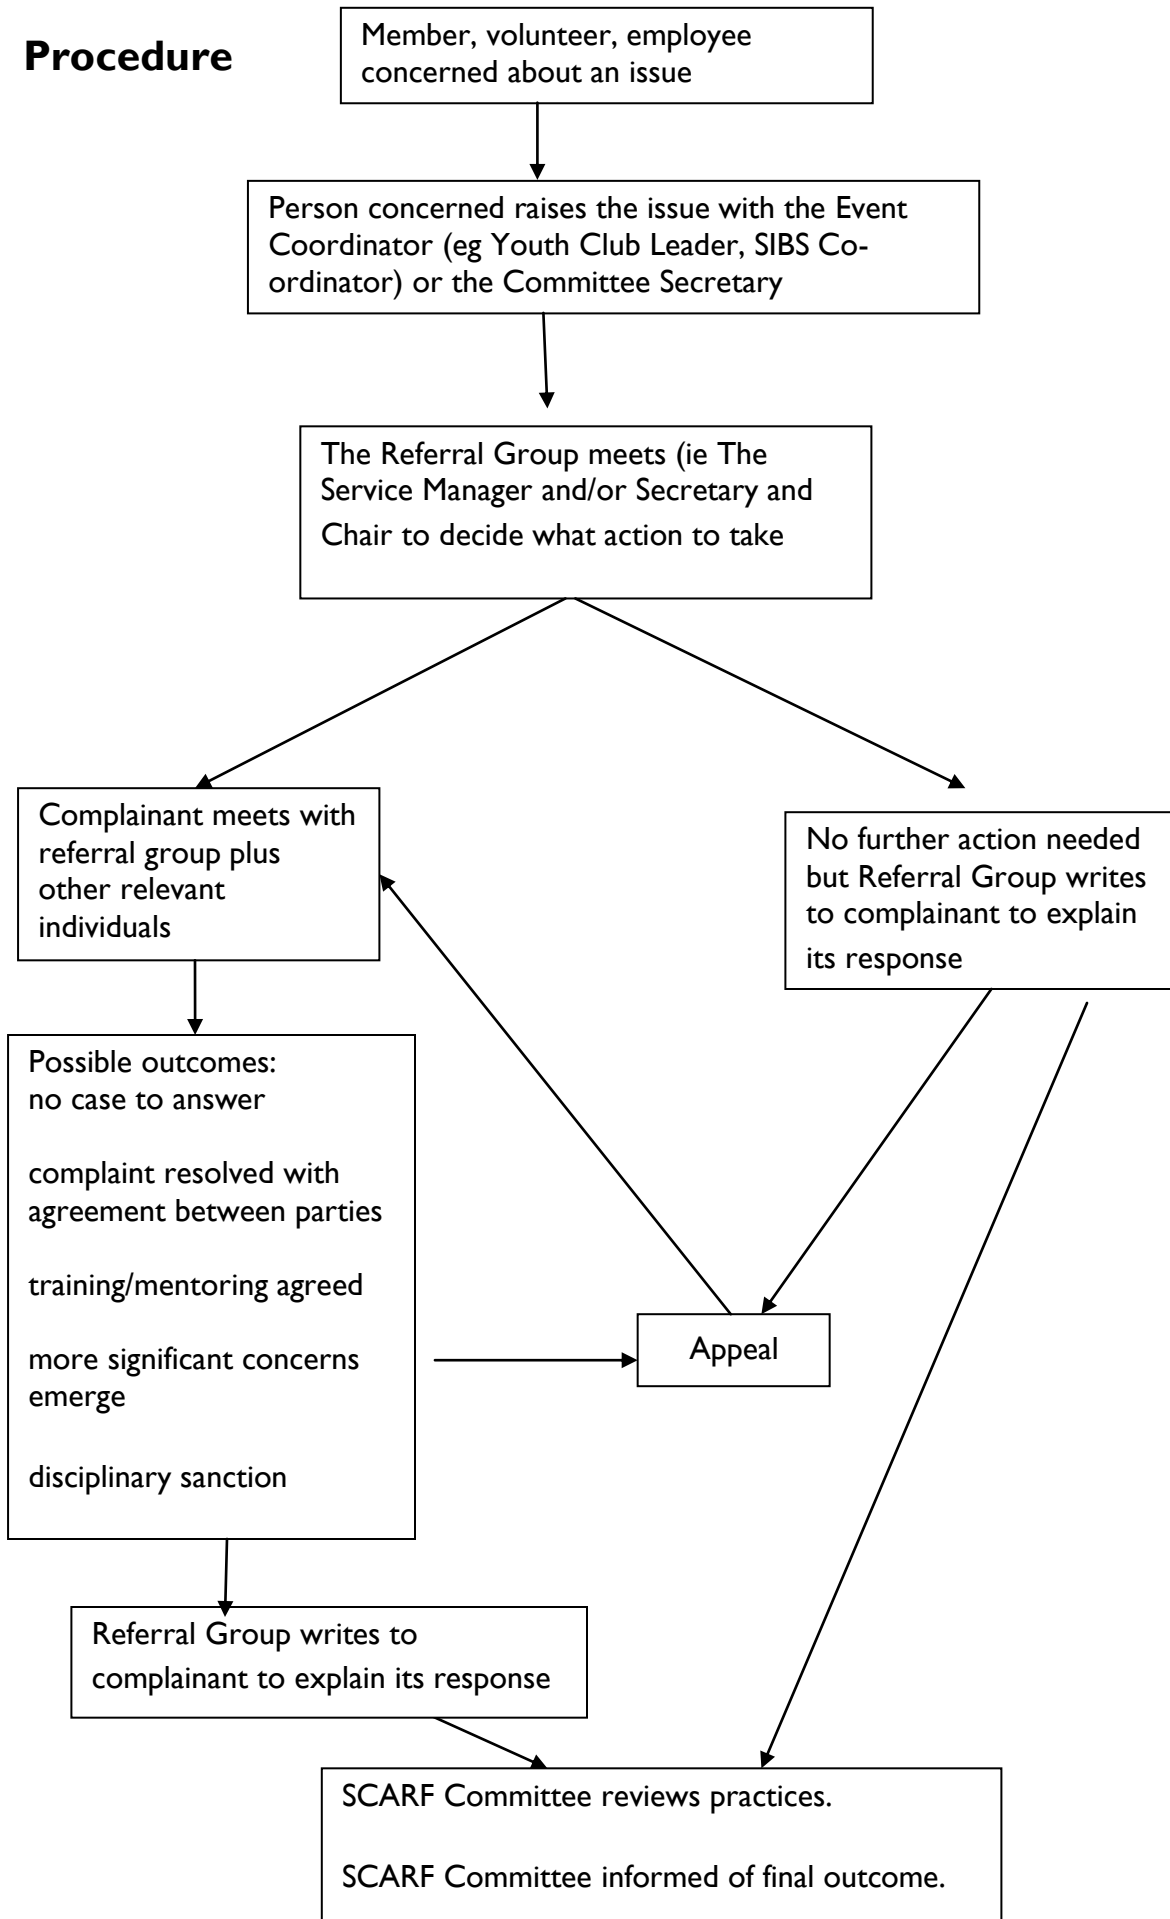 Procedure
Member, volunteer, employee
concerned about an issue
Person concerned raises the issue with the Event
Coordinator (eg Youth Club Leader, SIBS Co-
ordinator) or the Committee Secretary
The Referral Group meets (ie The
Service Manager and/or Secretary and
Chair to decide what action to take
Complainant meets with
referral group plus
other relevant
individuals
No further action needed
but Referral Group writes
to complainant to explain
its response
Possible outcomes:
no case to answer
complaint resolved with
agreement between parties
training/mentoring agreed
more significant concerns
emerge
disciplinary sanction
Appeal
Referral Group writes to
complainant to explain its response
SCARF Committee reviews practices.
SCARF Committee informed of final outcome.